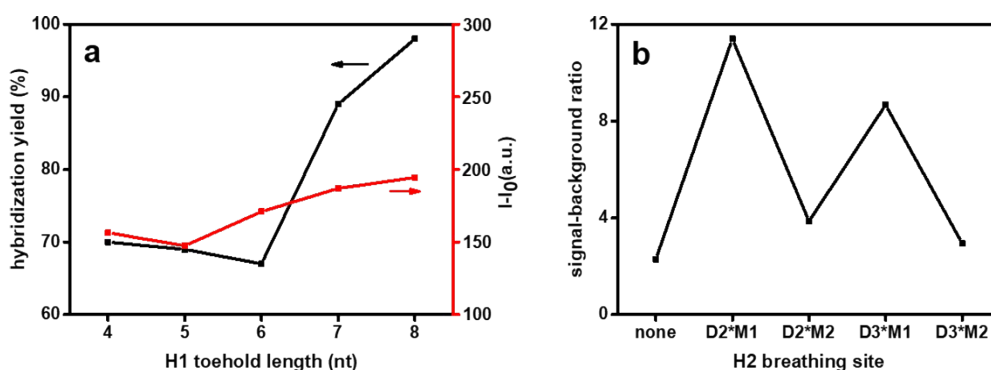 a
hybridization yield (%)
100
90
80
70
60
4 5 6 7 8
H1 toehold length (nt)
300
250
200
150
100
I-I0(a.u.)
b
signal-background ratio
12
8
4
0
none D2*M1 D2*M2 D3*M1 D3*M2
H2 breathing site